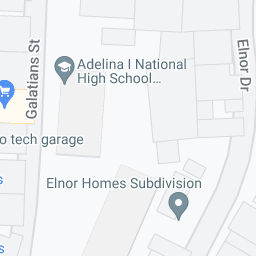 Galatians St
Adelina I National
High School...
Elnor Dr
o tech garage
Elnor Homes Subdivision
s
s